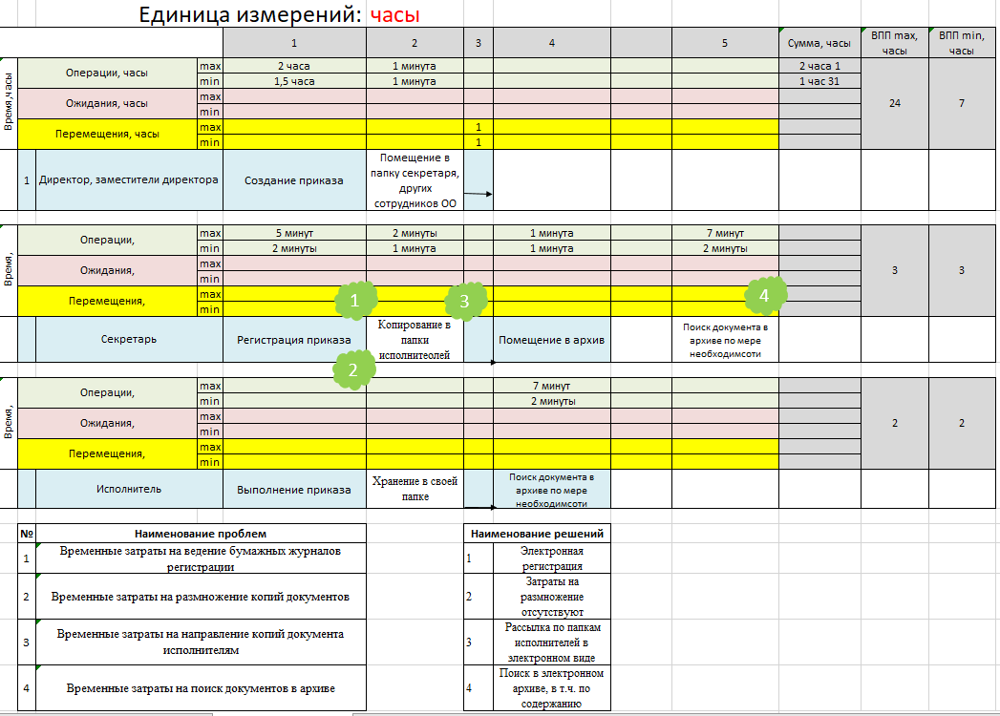 Единица измерений: часы
1 2 3 4 5 Сумма, часы ВПП max, часы ВПП min, часы
Время,часы
Операции, часы max 2 часа 1 минута 2 часа 1
min 1,5 часа 1 минута 1 час 31
Ожидания, часы max
min
24 7
Перемещения, часы max 1
min 1
1 Директор, заместители директора Создание приказа
Помещение в
папку секретаря,
других
сотрудников ОО
Время,
Операции, max 5 минут 2 минуты 1 минута 7 минут
min 2 минуты 1 минута 1 минута 2 минуты
Ожидания, max
min
3 3
Перемещения, max
min
1 3 4
Секретарь Регистрация приказа
Копирование в
папки
исполнитеолей
Помещение в архив
Поиск документа в
архиве по мере
необходимсоти
2
Время,
Операции, max 7 минут
min 2 минуты
Ожидания, max
min
2 2
Перемещения, max
min
Исполнитель Выполнение приказа
Хранение в своей
папке
Поиск документа в
архиве по мере
необходимсоти
№ Наименование проблем
1 Временные затраты на ведение бумажных журналов
регистрации
2 Временные затраты на размножение копий документов
3 Временные затраты на направление копий документа
исполнителям
4 Временные затраты на поиск документов в архиве
Наименование решений
1 Электронная
регистрация
2 Затраты на
размножение
отсутствуют
3 Рассылка по папкам
исполнителей в
электронном виде
4 Поиск в электронном
архиве, в т.ч. по
содержанию